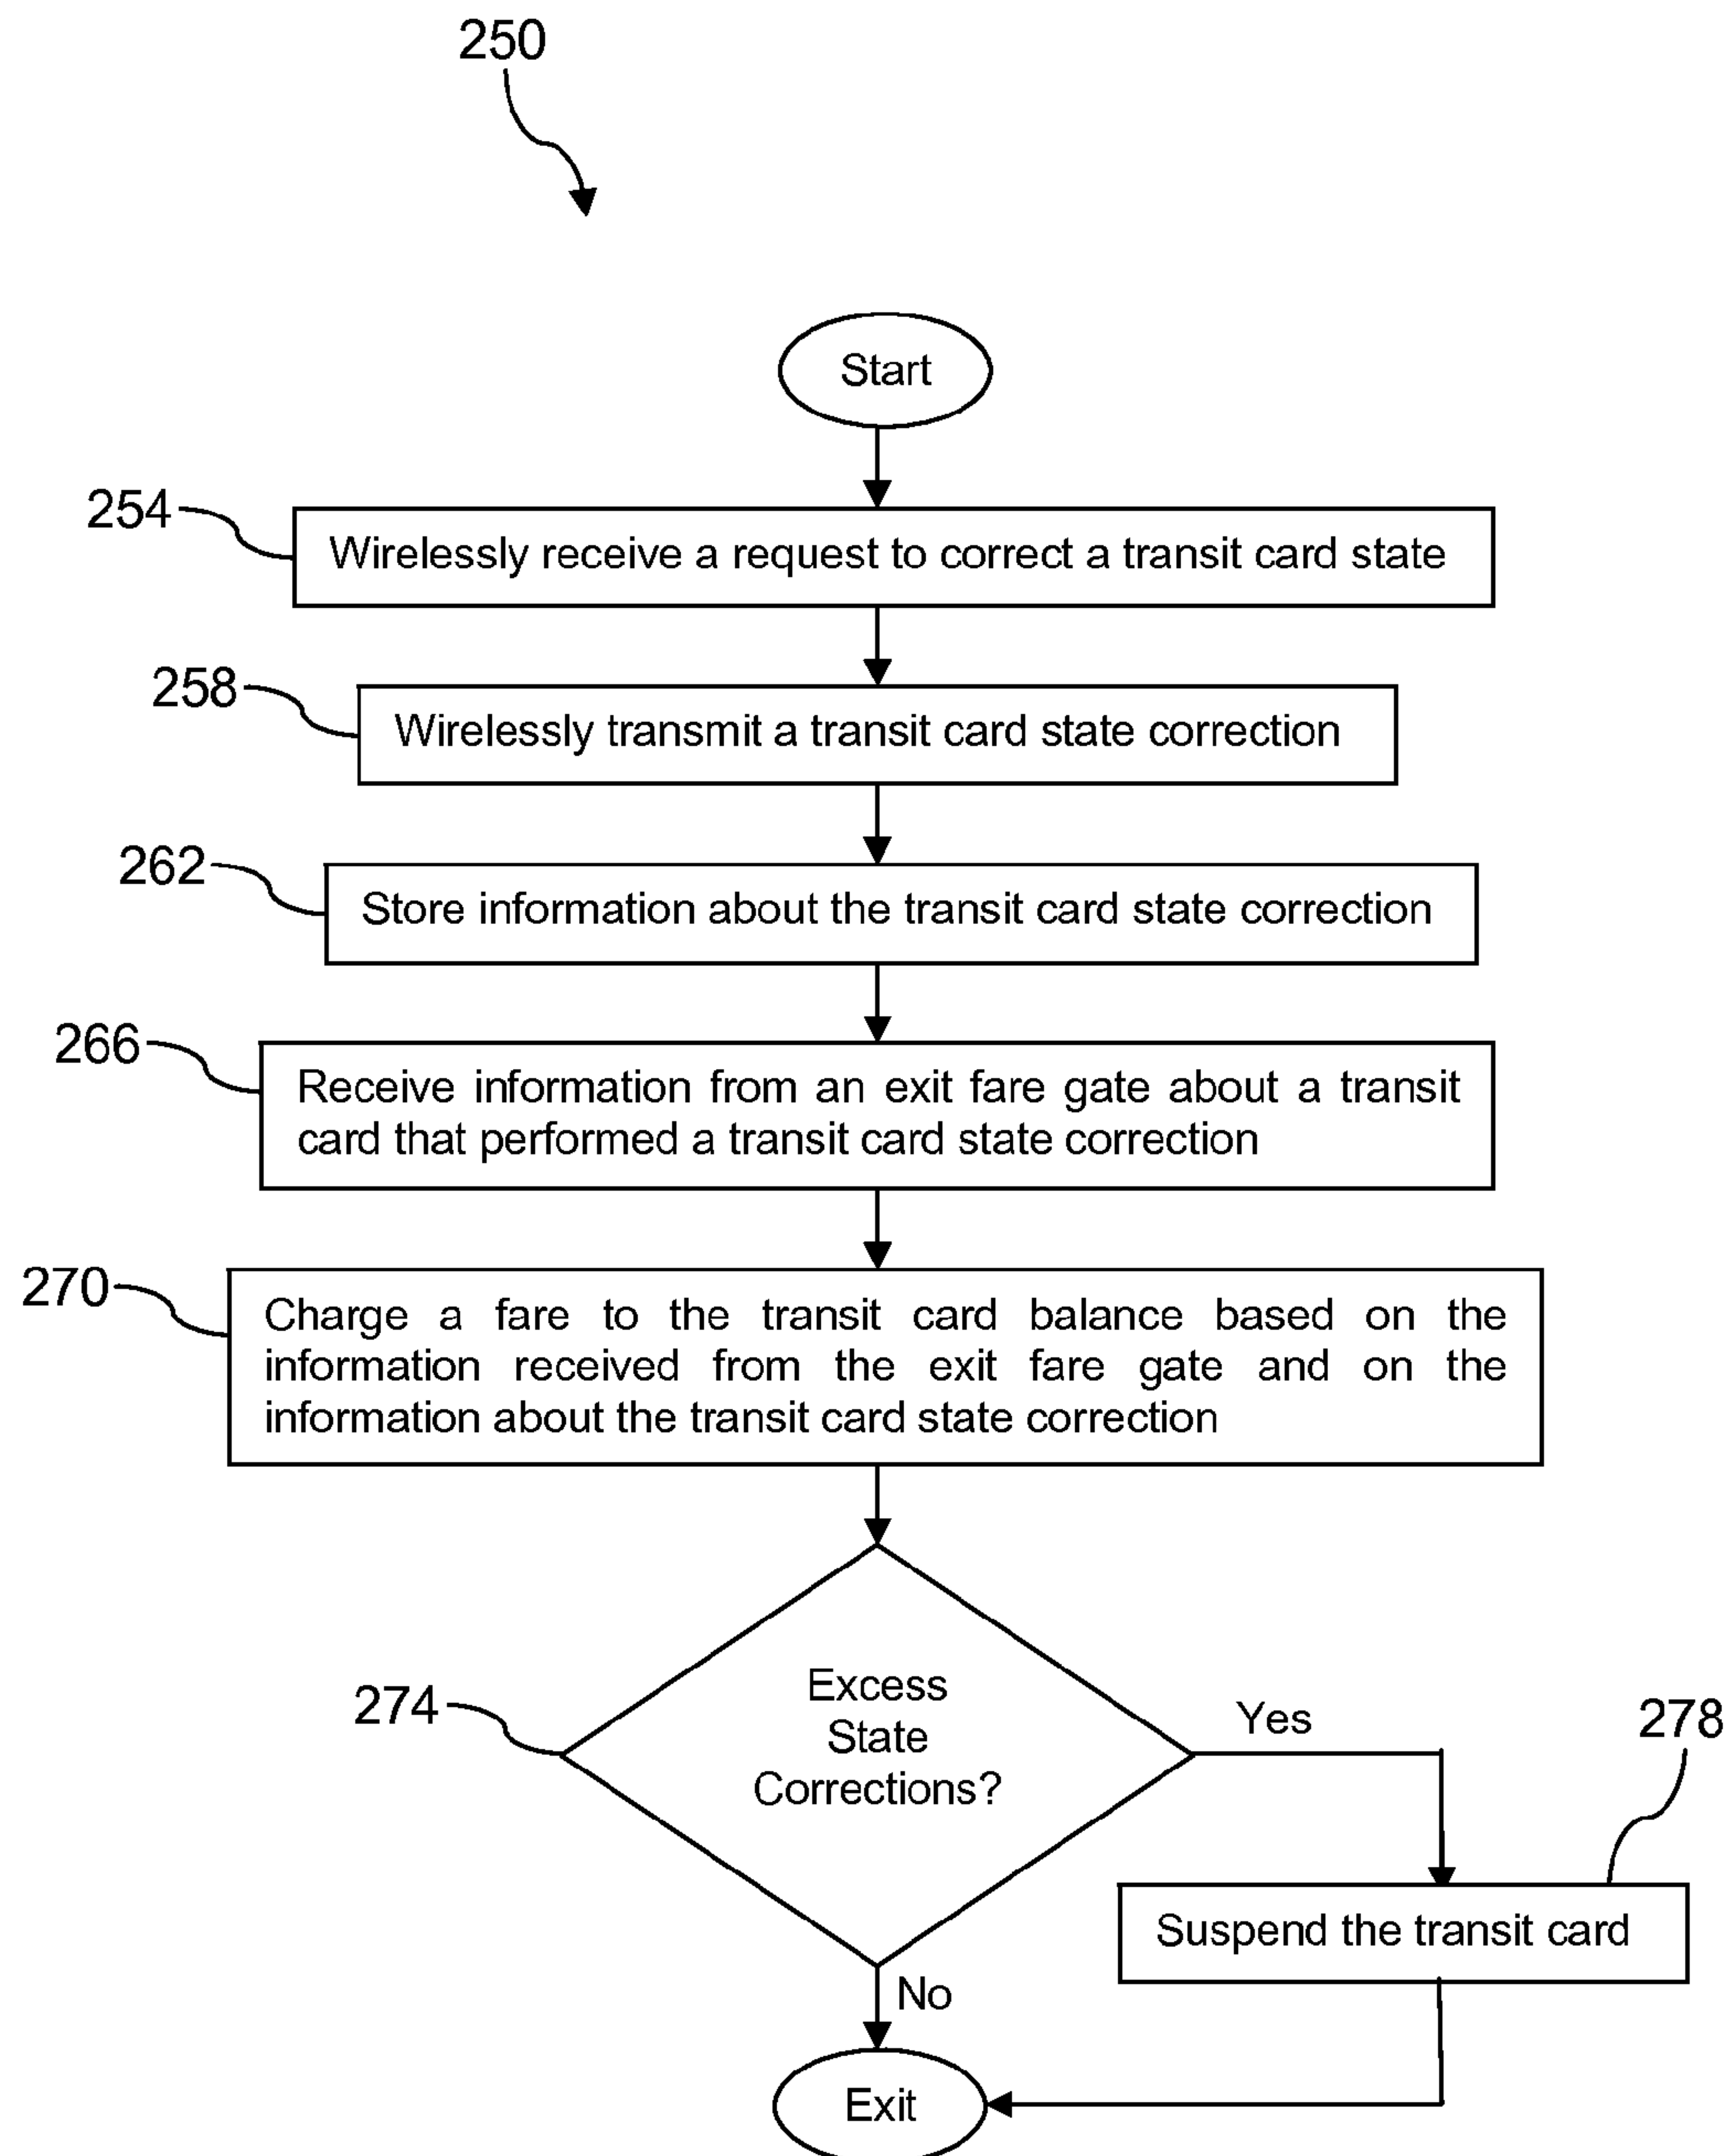 250
Start
254
Wirelessly receive a request to correct a transit card state
258
Wirelessly transmit a transit card state correction
262
Store information about the transit card state correction
266
Receive information from an exit fare gate about a transit
card that performed a transit card state correction
270
Charge a fare to the transit card balance based on the
information received from the exit fare gate and on the
information about the transit card state correction
274
Excess
State
Corrections?
Yes
278
Suspend the transit card
No
Exit